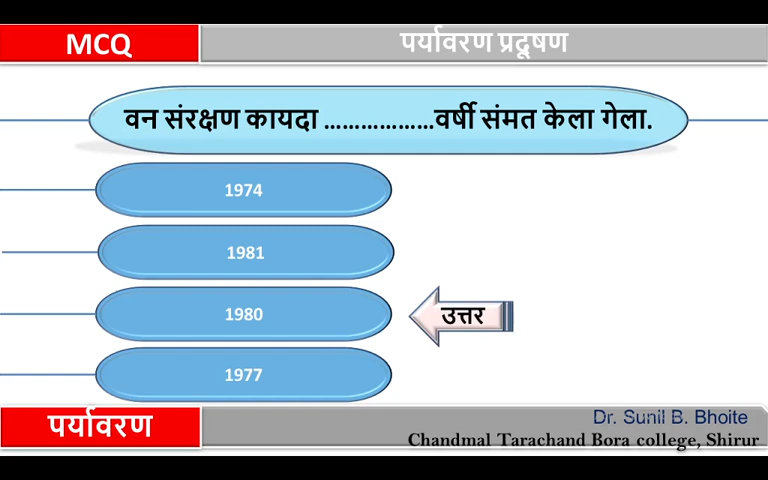 MCQ
पर्यावरण प्रदूषण
वन संरक्षण कायदा ………………वर्षी संमत केला गेला.
1974
1981
1980
उत्तर
1977
पर्यावरण
Dr. Sunil B. Bhoite
Chandmal Tarachand Bora college, Shirur